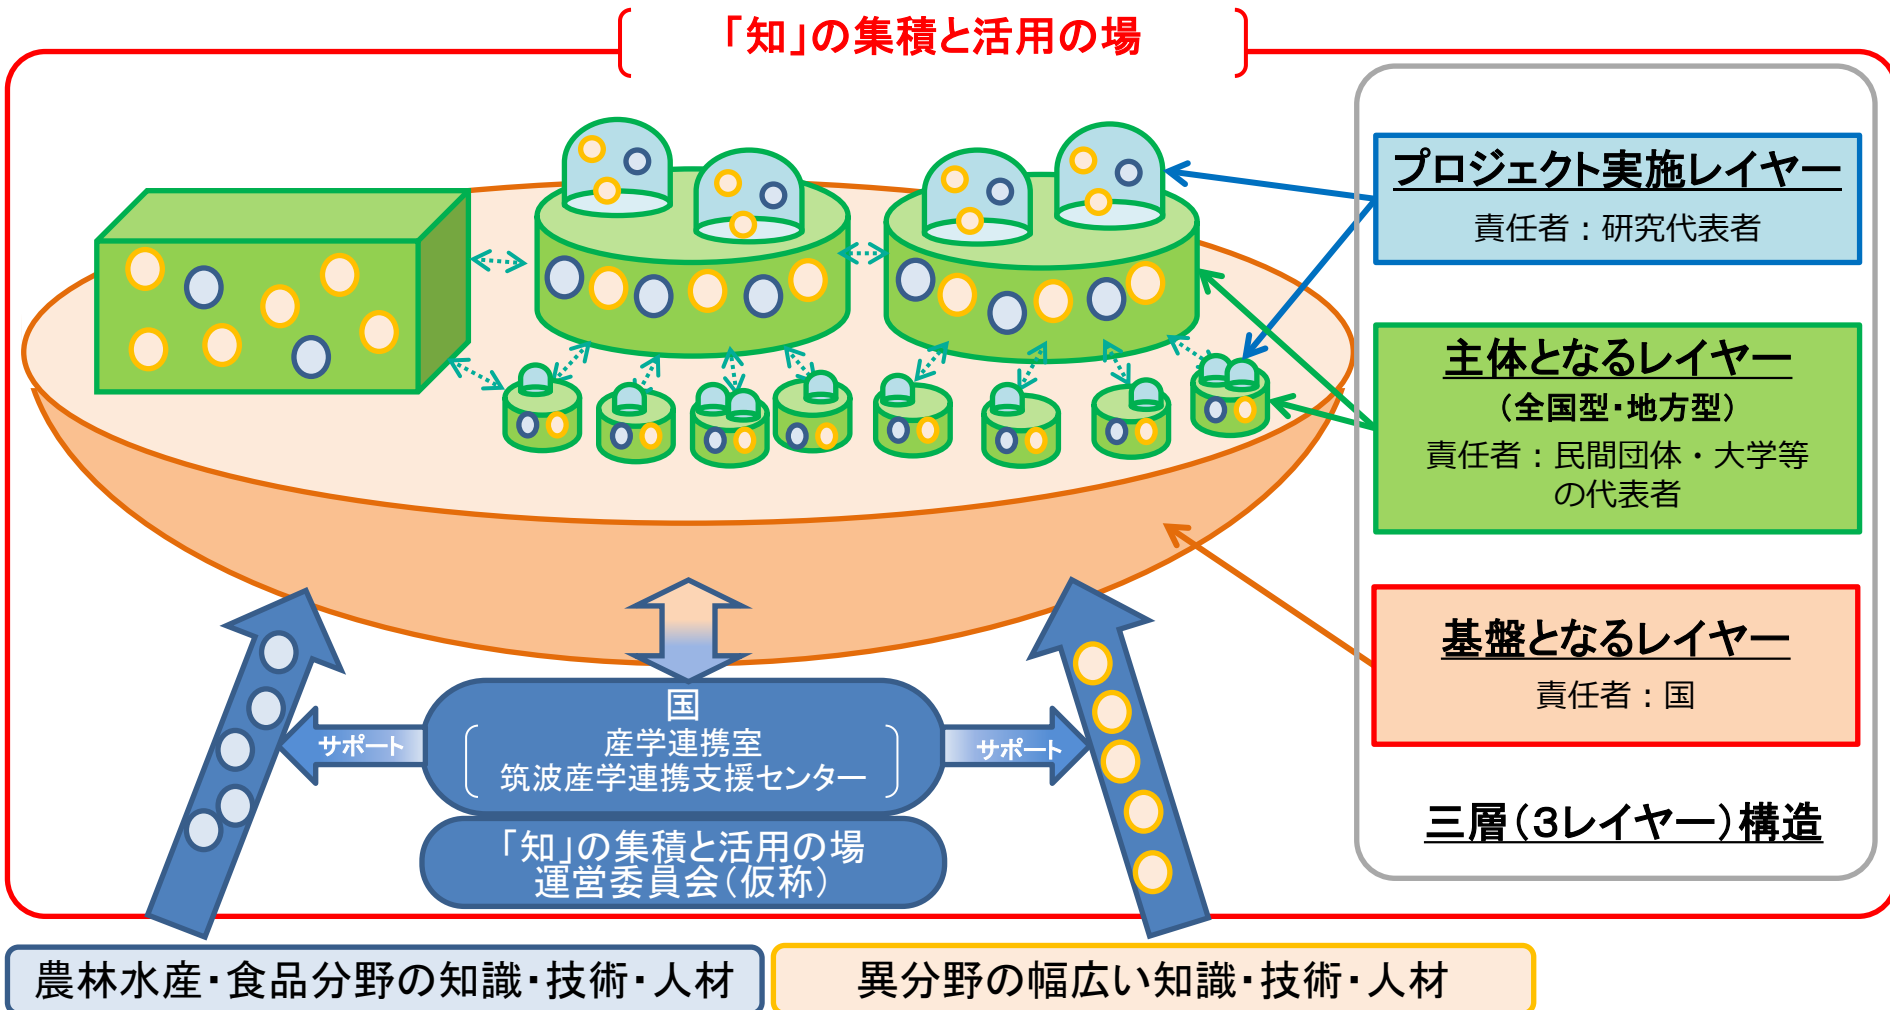 「知」の集積と活用の場
プロジェクト実施レイヤー
責任者：研究代表者
主体となるレイヤー
（全国型・地方型）
責任者：民間団体・大学等
の代表者
基盤となるレイヤー
責任者：国
三層（３レイヤー）構造
国
産学連携室
筑波産学連携支援センター
サポート
サポート
「知」の集積と活用の場
運営委員会（仮称）
農林水産・食品分野の知識・技術・人材
異分野の幅広い知識・技術・人材